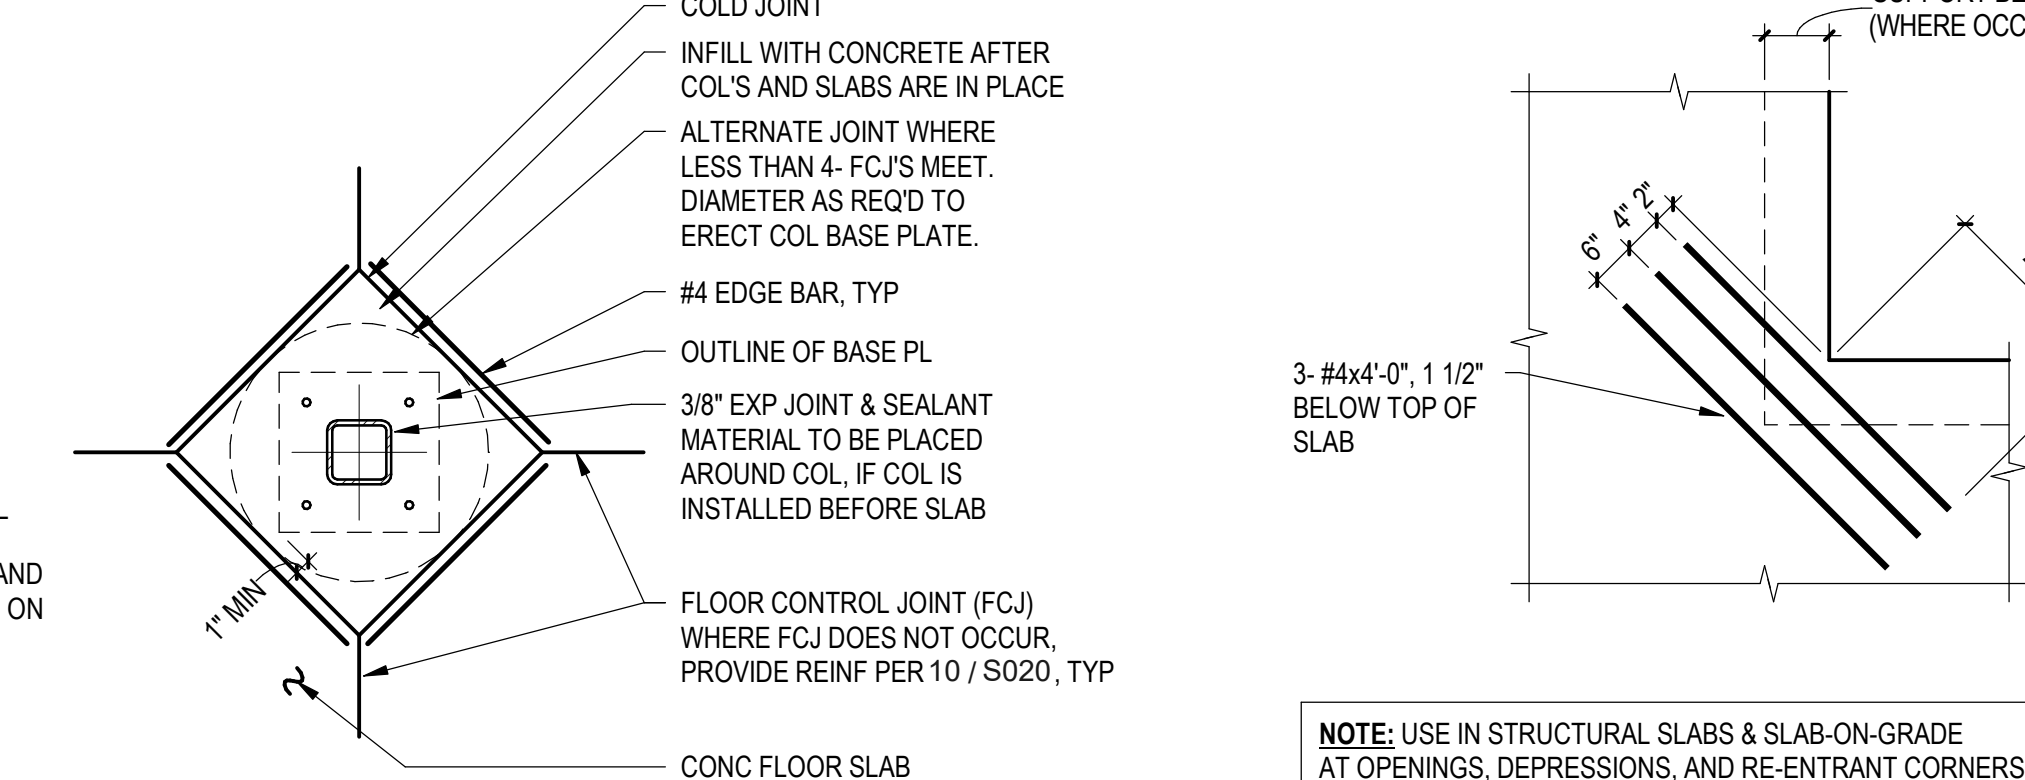 COLD JOINT
INFILL WITH CONCRETE AFTER
COL'S AND SLABS ARE IN PLACE
ALTERNATE JOINT WHERE
LESS THAN 4- FCJ'S MEET.
DIAMETER AS REQ'D TO
ERECT COL BASE PLATE.
#4 EDGE BAR, TYP
OUTLINE OF BASE PL
3/8" EXP JOINT & SEALANT
MATERIAL TO BE PLACED
AROUND COL, IF COL IS
INSTALLED BEFORE SLAB
AND
ON
1" MIN
FLOOR CONTROL JOINT (FCJ)
WHERE FCJ DOES NOT OCCUR,
PROVIDE REINF PER 10 / S020, TYP
CONC FLOOR SLAB
(WHERE OCC
6" 4" 2"
3- #4x4'-0", 1 1/2"
BELOW TOP OF
SLAB
NOTE: USE IN STRUCTURAL SLABS & SLAB-ON-GRADE
AT OPENINGS, DEPRESSIONS, AND RE-ENTRANT CORNERS